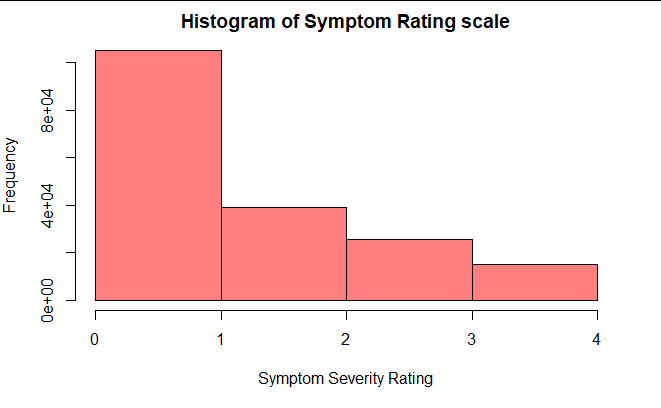 Histogram of Symptom Rating scale
Frequency
8e+04
4e+04
0e+00
0 1 2 3 4
Symptom Severity Rating